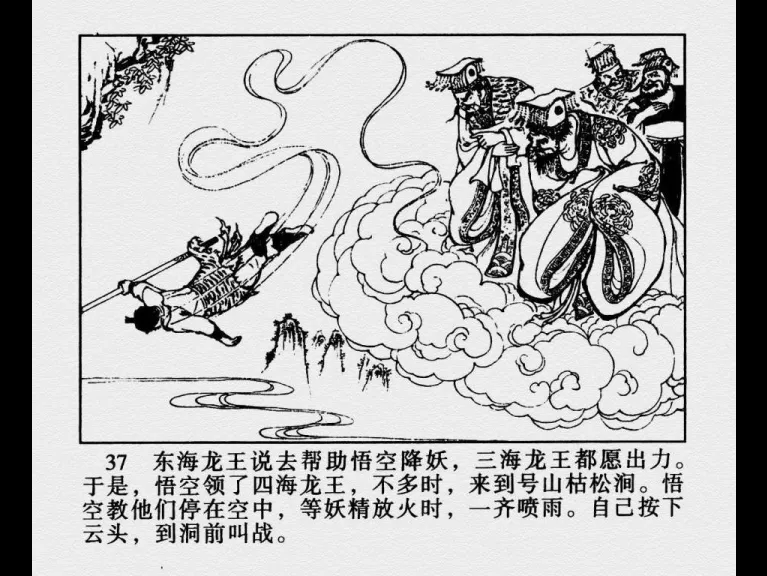 37 东海龙王说去帮助悟空降妖，三海龙王都愿出力。
于是，悟空领了四海龙王，不多时，来到号山枯松涧。悟
空教他们停在空中，等妖精放火时，一齐喷雨。自己按下
云头，到洞前叫战。